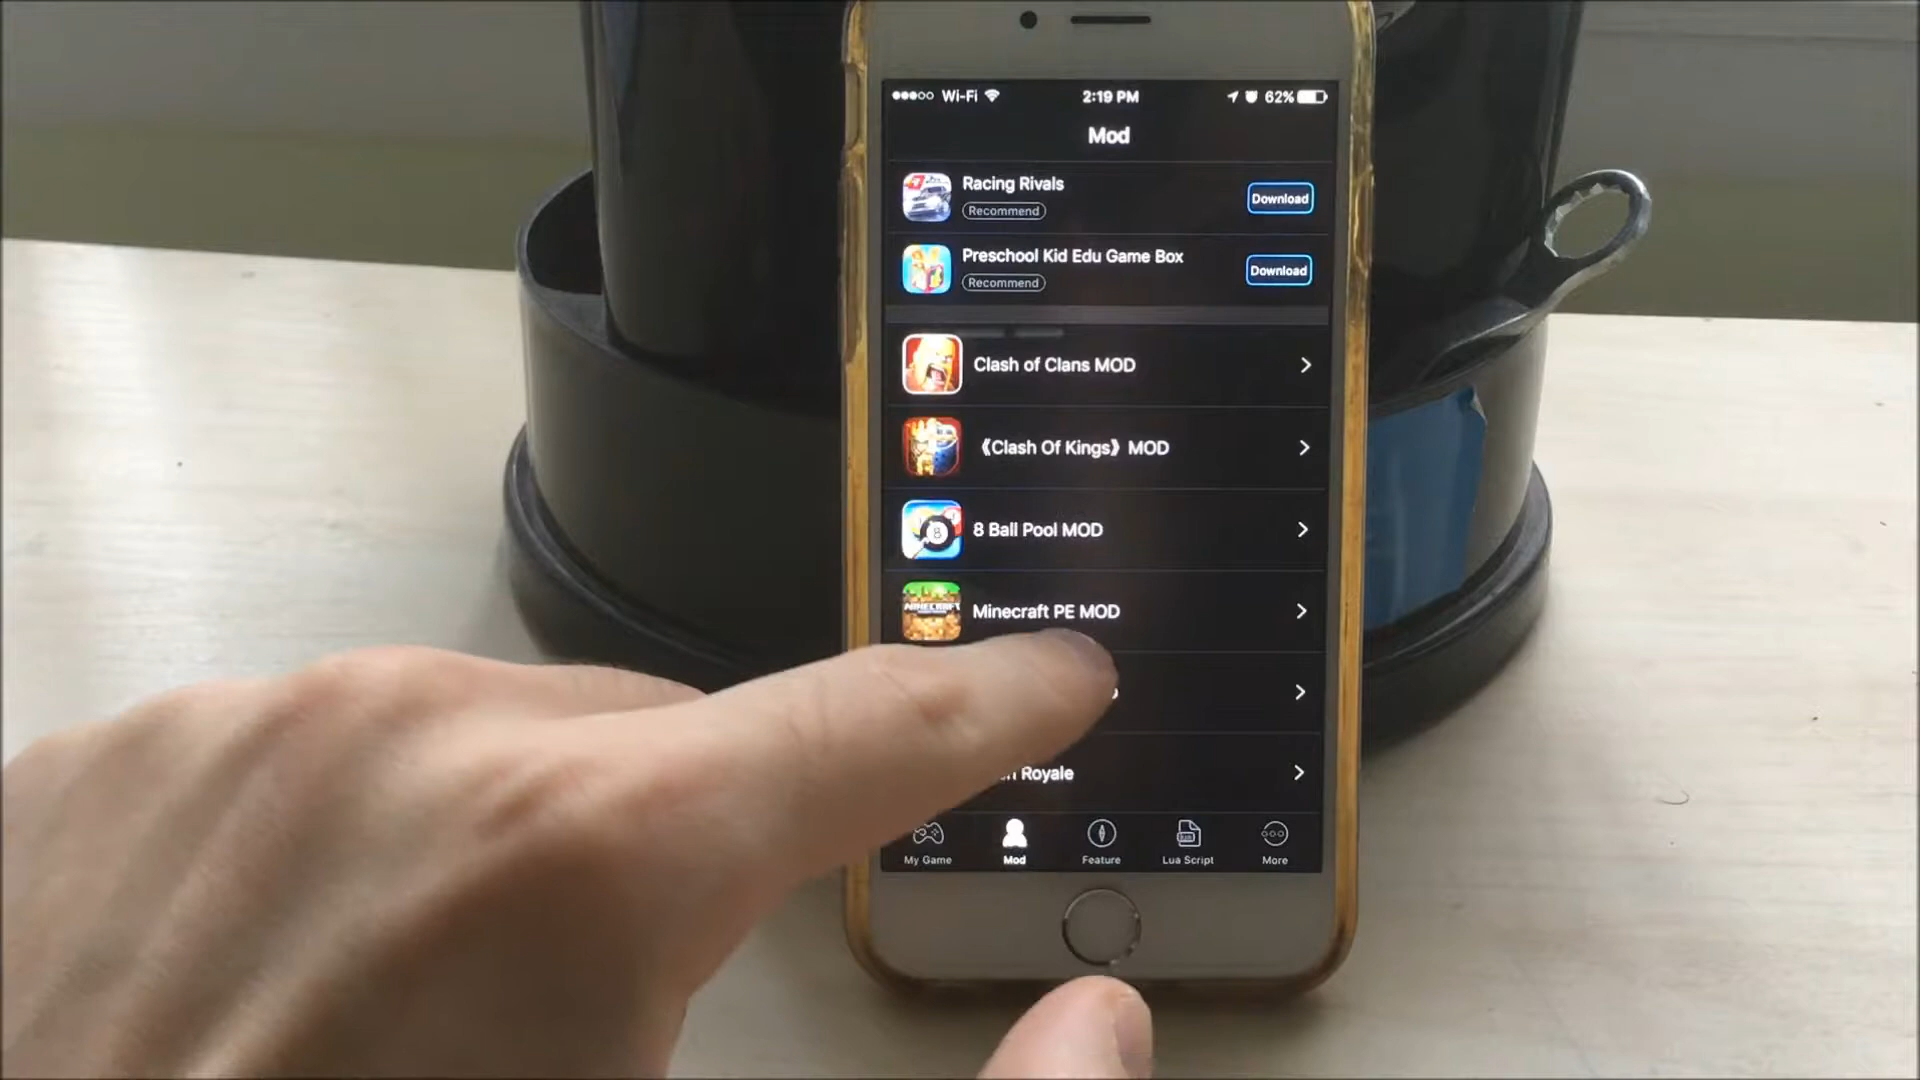 Wi-Fi 2:19 PM 62%
Mod
Racing Rivals
Recommend
Download
Preschool Kid Edu Game Box
Recommend
Download
Clash of Clans MOD
《Clash Of Kings》 MOD
8 Ball Pool MOD
MINECRAFT
Minecraft PE MOD
Royale
My Game
Mod
Feature
Lua Script
More